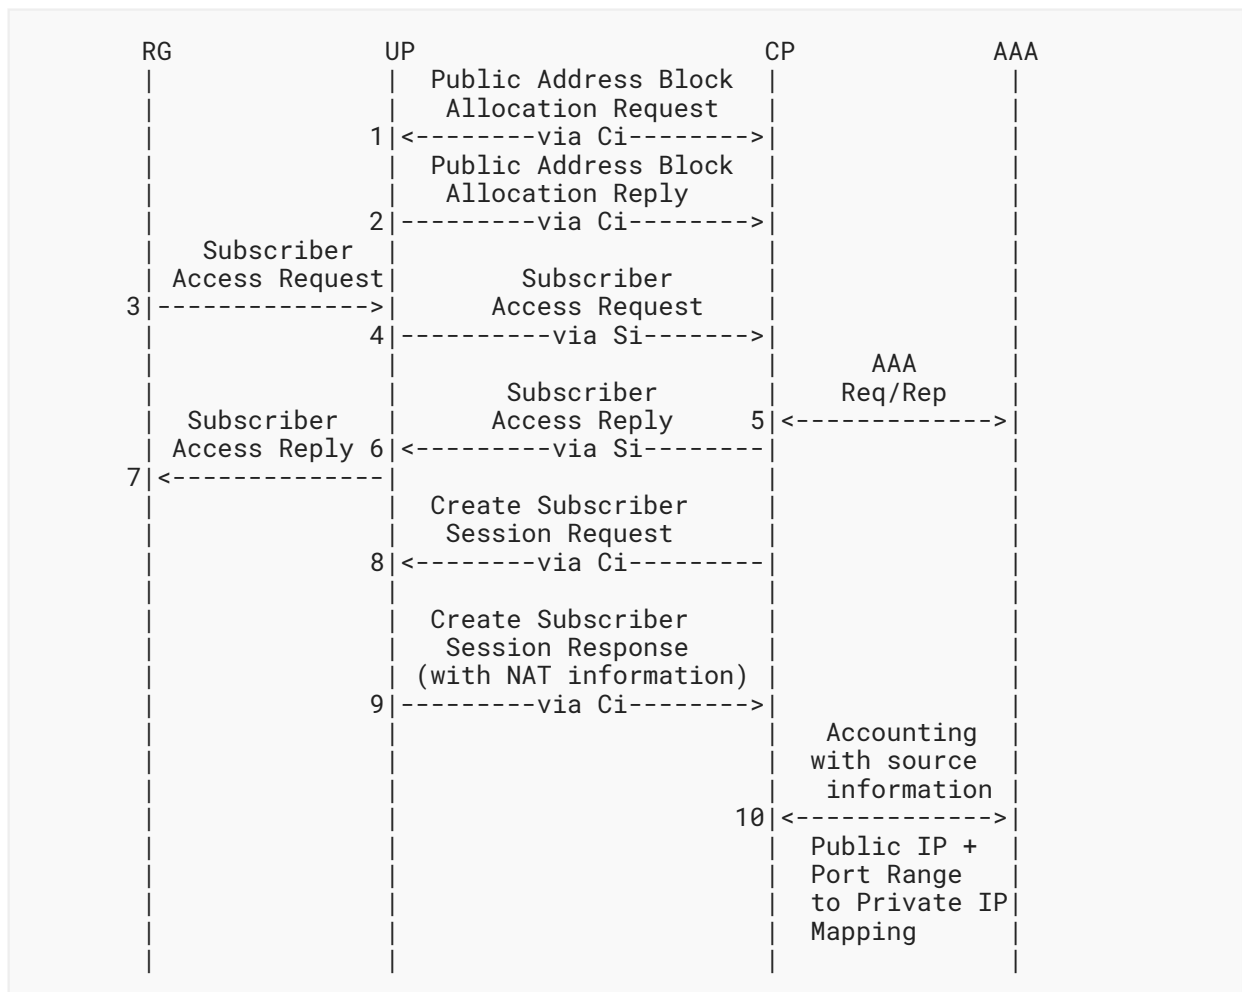 RG UP CP AAA
| | Public Address Block | |
| | Allocation Request | |
| 1|<--------via Ci-------->| |
| | Public Address Block | |
| | Allocation Reply | |
| 2|---------via Ci-------->| |
| Subscriber | | |
| Access Request| Subscriber | |
3|-------------->| Access Request | |
| 4|----------via Si------->| |
| | | AAA |
| | Subscriber | Req/Rep |
| Subscriber | Access Reply 5|<------------->|
| Access Reply 6|<---------via Si--------| |
7|<--------------| | |
| | Create Subscriber | |
| | Session Request | |
| 8|<--------via Ci---------| |
| | | |
| | Create Subscriber | |
| | Session Response | |
| | (with NAT information) | |
| 9|---------via Ci-------->| |
| | | Accounting |
| | | with source |
| | | information |
| | 10|<------------->|
| | | Public IP + |
| | | Port Range |
| | | to Private IP|
| | | Mapping |
| | | |